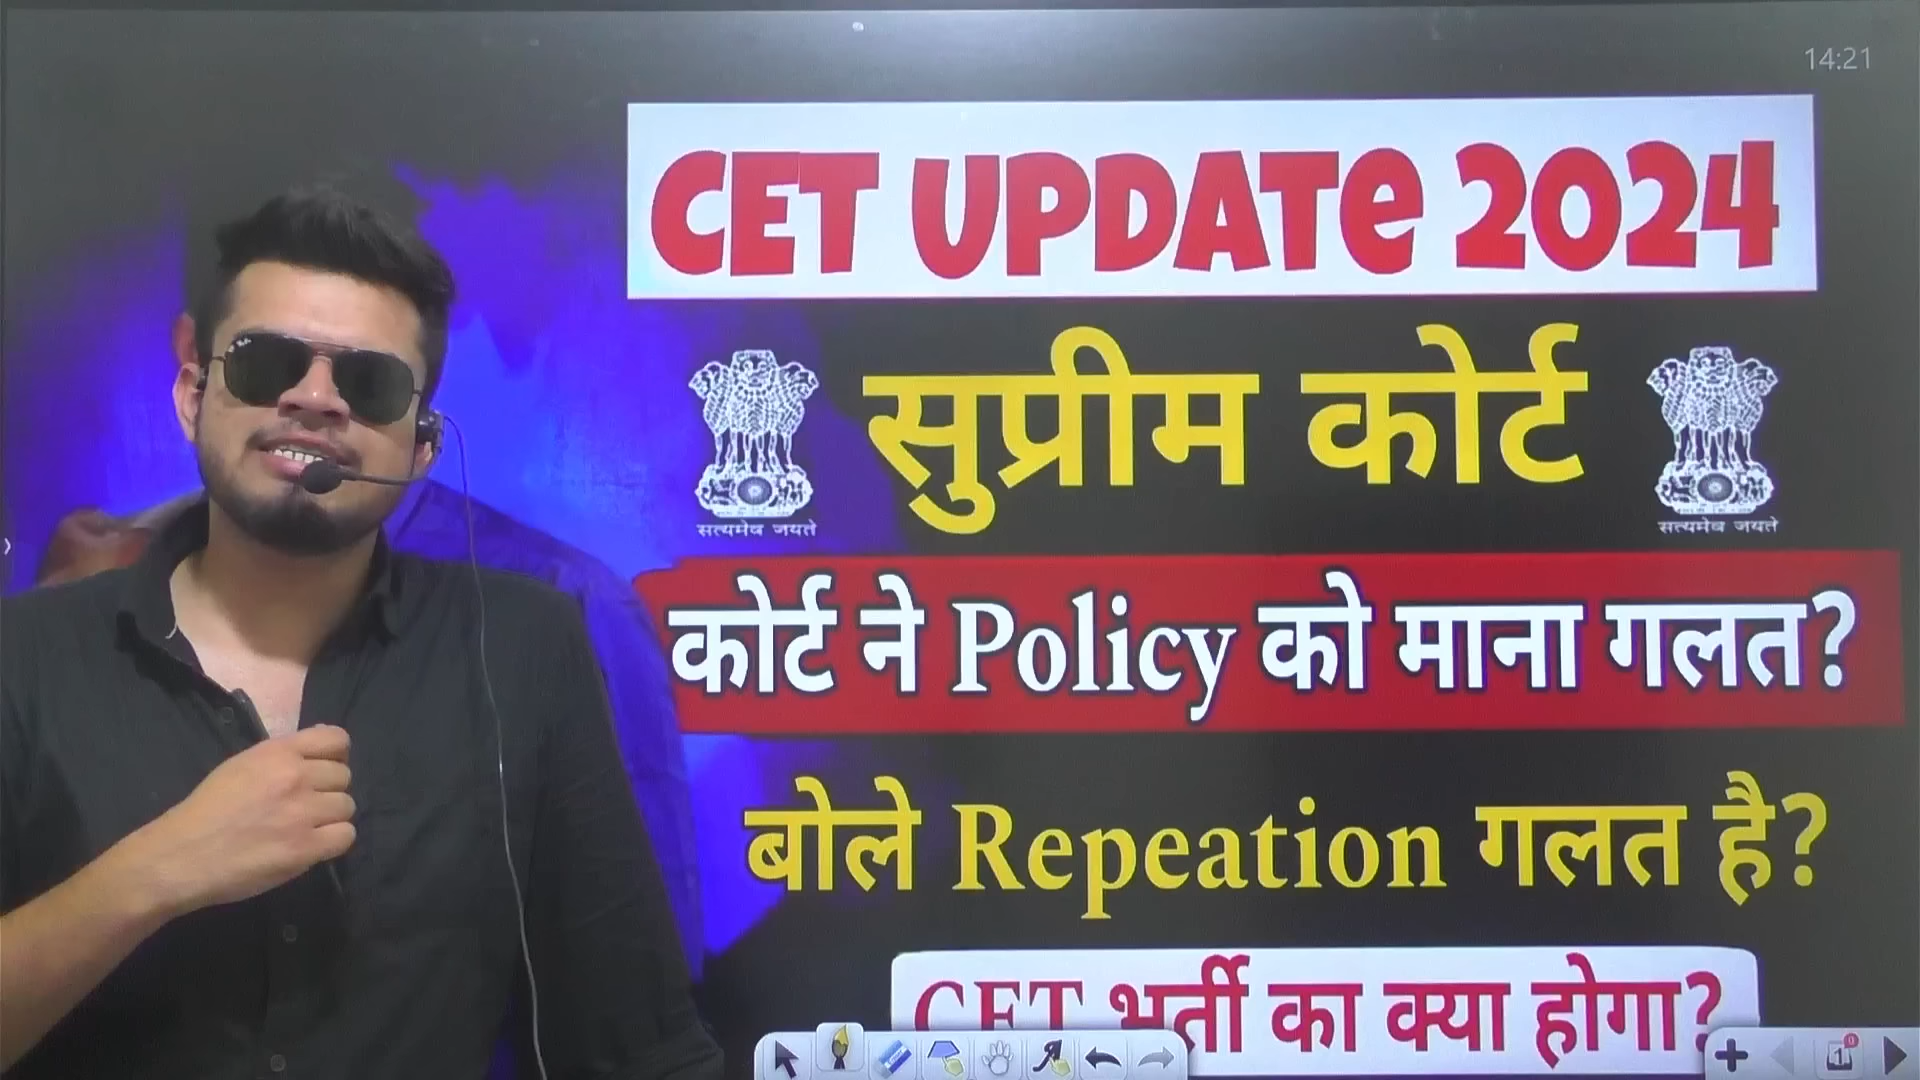 14:21
CET UPDATe 2024
सुप्रीम कोर्ट
सत्यमेव जयते
सत्यमेव जयते
कोर्ट ने Policy को माना गलत?
बोले Repeation गलत है?
CET भर्ती का क्या होगा?